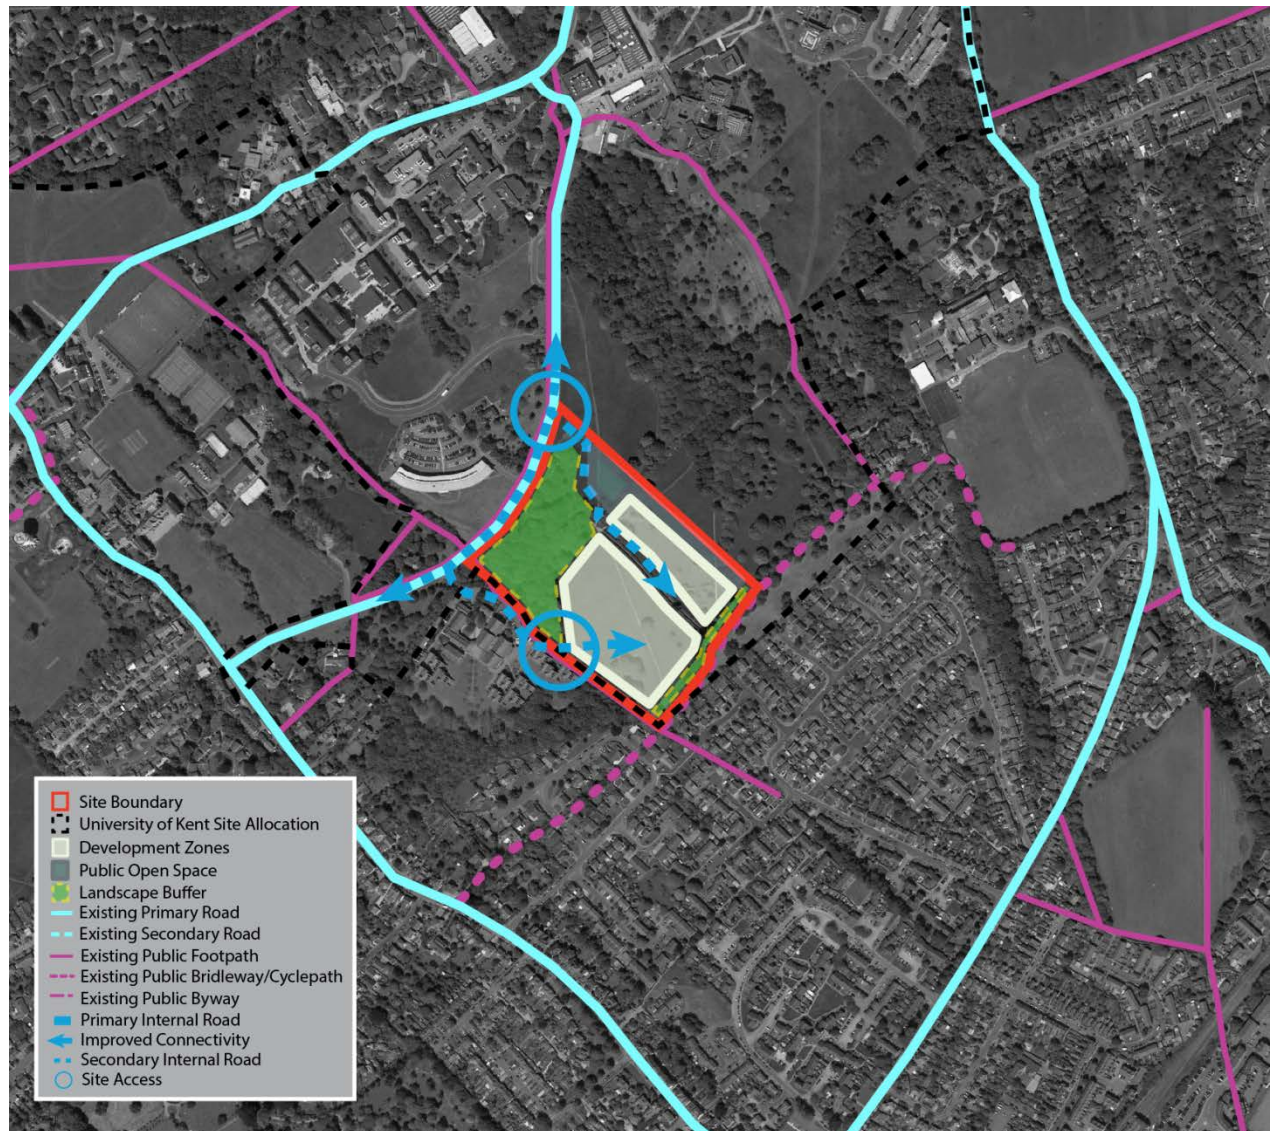 Site Boundary
University of Kent Site Allocation
Development Zones
Public Open Space
Landscape Buffer
Existing Primary Road
Existing Secondary Road
Existing Public Footpath
Existing Public Bridleway/Cyclepath
Existing Public Byway
Primary Internal Road
Improved Connectivity
Secondary Internal Road
Site Access